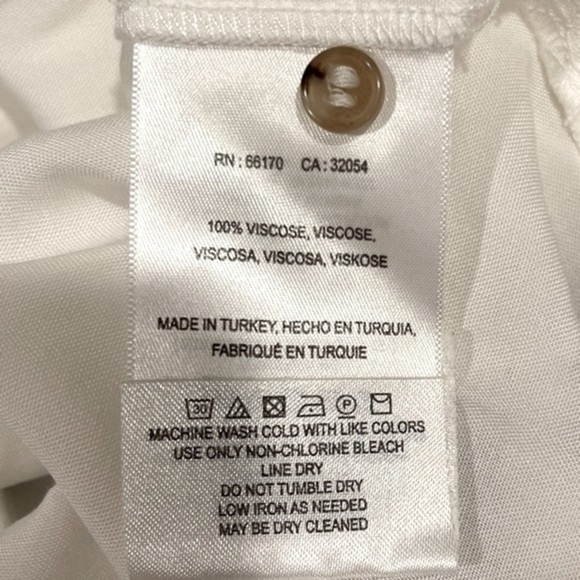 RN : 66170 CA : 32054
100% VISCOSE, VISCOSE,
VISCOSA, VISCOSA, VISKOSE
MADE IN TURKEY, HECHO EN TURQUIA,
FABRIQUÉ EN TURQUIE
30 P
MACHINE WASH COLD WITH LIKE COLORS
USE ONLY NON-CHLORINE BLEACH
LINE DRY
DO NOT TUMBLE DRY
LOW IRON AS NEEDED
MAY BE DRY CLEANED